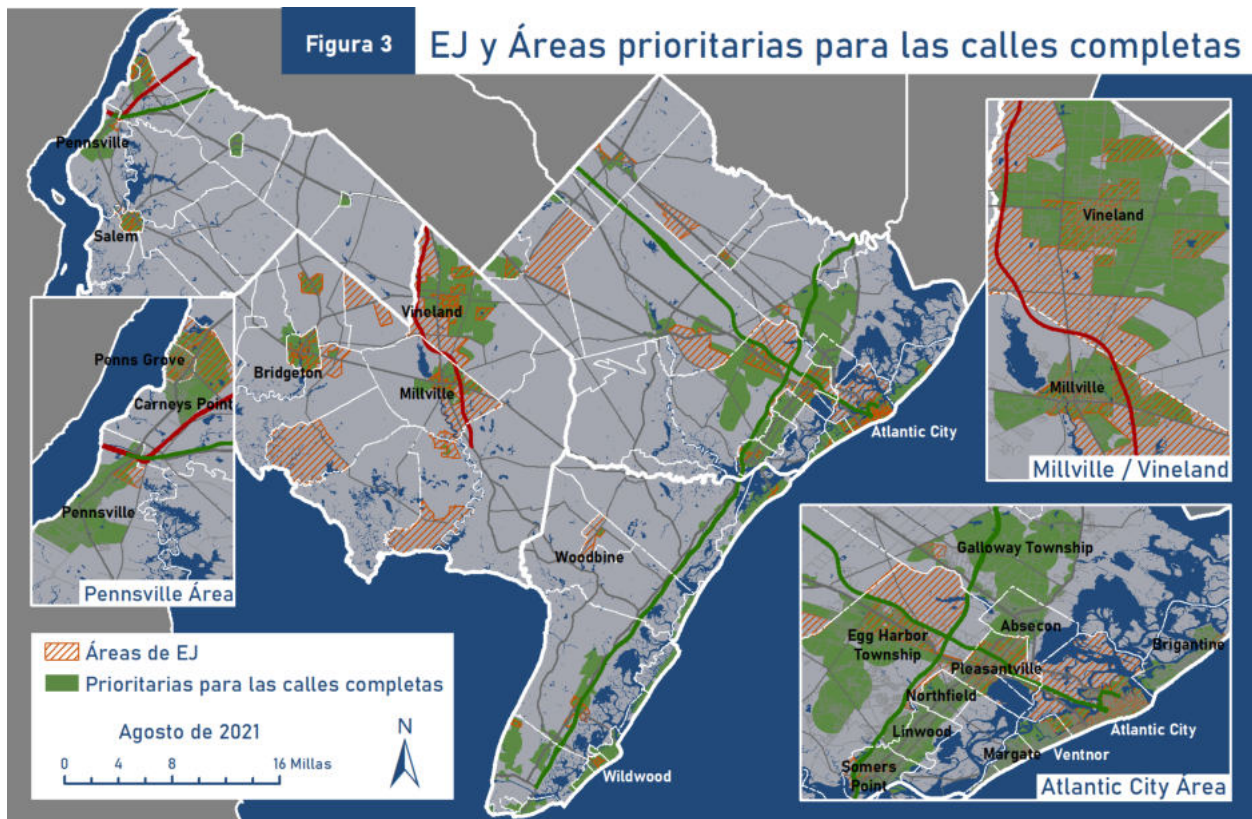 Figura 3
EJ y Áreas prioritarias para las calles completas
Pennsville
Salem
Vineland
Bridgeton
Millville
Atlantic City
Woodbine
Wildwood
Ponns Grove
Carneys Point
Pennsville
Pennsville Área
Vineland
Millville
Millville / Vineland
Galloway Township
Absecon
Brigantine
Egg Harbor
Township
Pleasantville
Northfield
Linwood
Atlantic City
Margate
Ventnor
Somers
Point
Atlantic City Área
Áreas de EJ
Prioritarias para las calles completas
Agosto de 2021
N
0 4 8 16 Millas